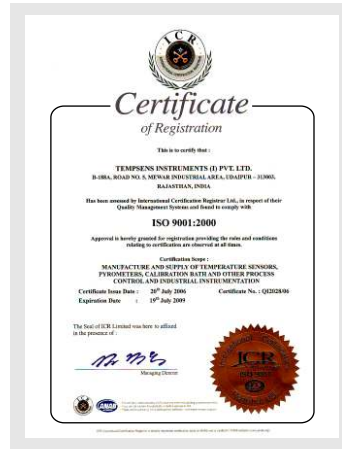 ICR
Certificate
of Registration
This is to certify that :
TEMPSENS INSTRUMENTS (I) PVT. LTD.
B-188A, ROAD NO. 5, MEWAR INDUSTRIAL AREA, UDAIPUR – 313003,
RAJASTHAN, INDIA
Has been assessed by International Certification Registrar Ltd., in respect of their
Quality Management Systems and found to comply with
ISO 9001:2000
Approval is hereby granted for registration providing the rules and conditions
relating to certification are observed at all times.
Certification Scope :
MANUFACTURE AND SUPPLY OF TEMPERATURE SENSORS,
PYROMETERS, CALIBRATION BATH AND OTHER PROCESS
CONTROL AND INDUSTRIAL INSTRUMENTATION
Certificate Issue Date : 20th July 2006 Certificate No. : QI2028/06
Expiration Date : 19th July 2009
The Seal of ICR Limited was here to affixed
in the presence of :
Managing Director
ICR